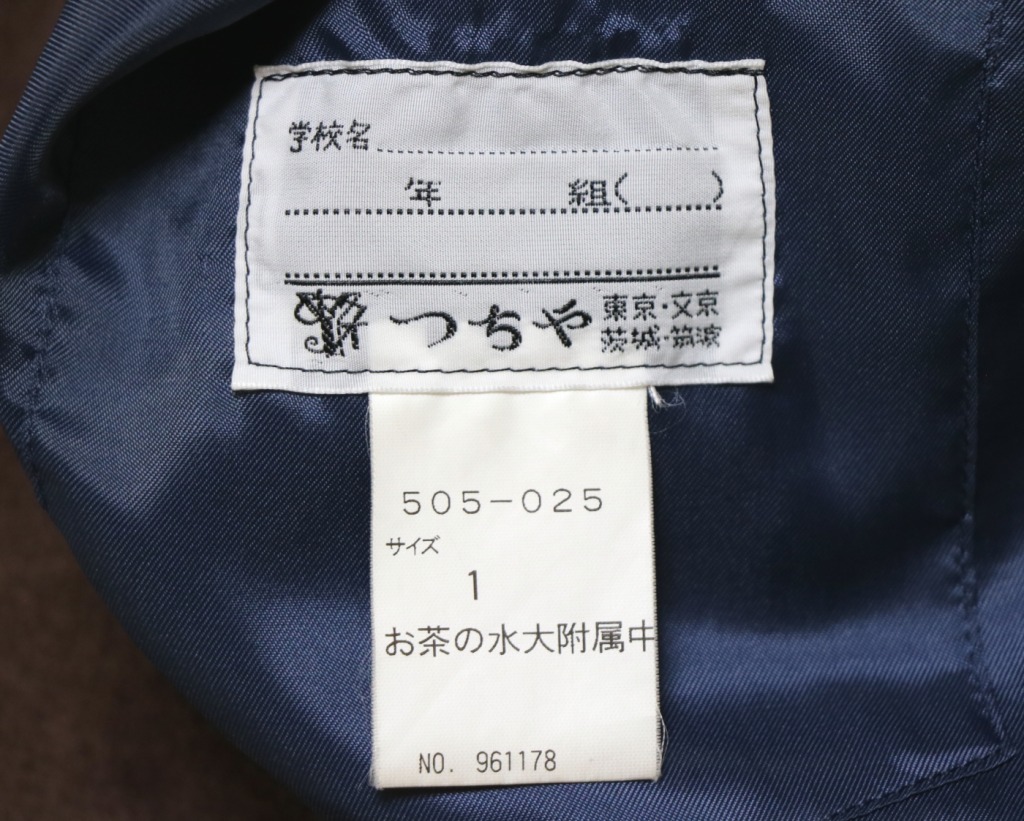 学校名
年 組( )
つちや 東京・文京
茨城・筑波
505-025
サイズ
1
お茶の水大附属中
NO. 961178